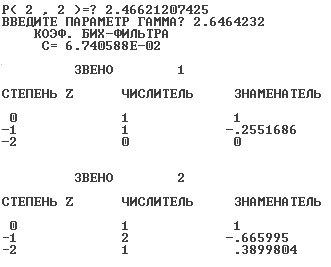 P( 2 , 2 )=? 2.46621207425
ВВЕДИТЕ ПАРАМЕТР ГАММА? 2.6464232
КОЭФ. БИХ-ФИЛЬТРА
C= 6.740588E-02
ЗВЕНО 1
СТЕПЕНЬ Z ЧИСЛИТЕЛЬ ЗНАМЕНАТЕЛЬ
0 1 1
-1 1 -.2551686
-2 0 0
ЗВЕНО 2
СТЕПЕНЬ Z ЧИСЛИТЕЛЬ ЗНАМЕНАТЕЛЬ
0 1 1
-1 2 -.665995
-2 1 .3899804